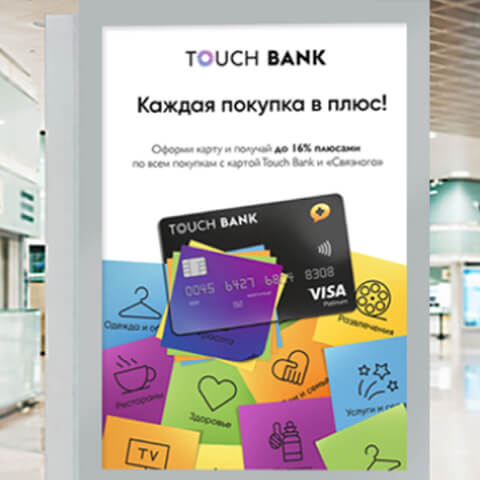 TOUCH BANK
Каждая покупка в плюс!
Оформи карту и получай до 16% плюсами
по всем покупкам с картой Touch Bank и «Связного»
TOUCH BANK
0045 6427 8308
VISA
Platinum
Одежда и
Развлечения
Рестораны
Здоровье
и семья
Услуги и
TV